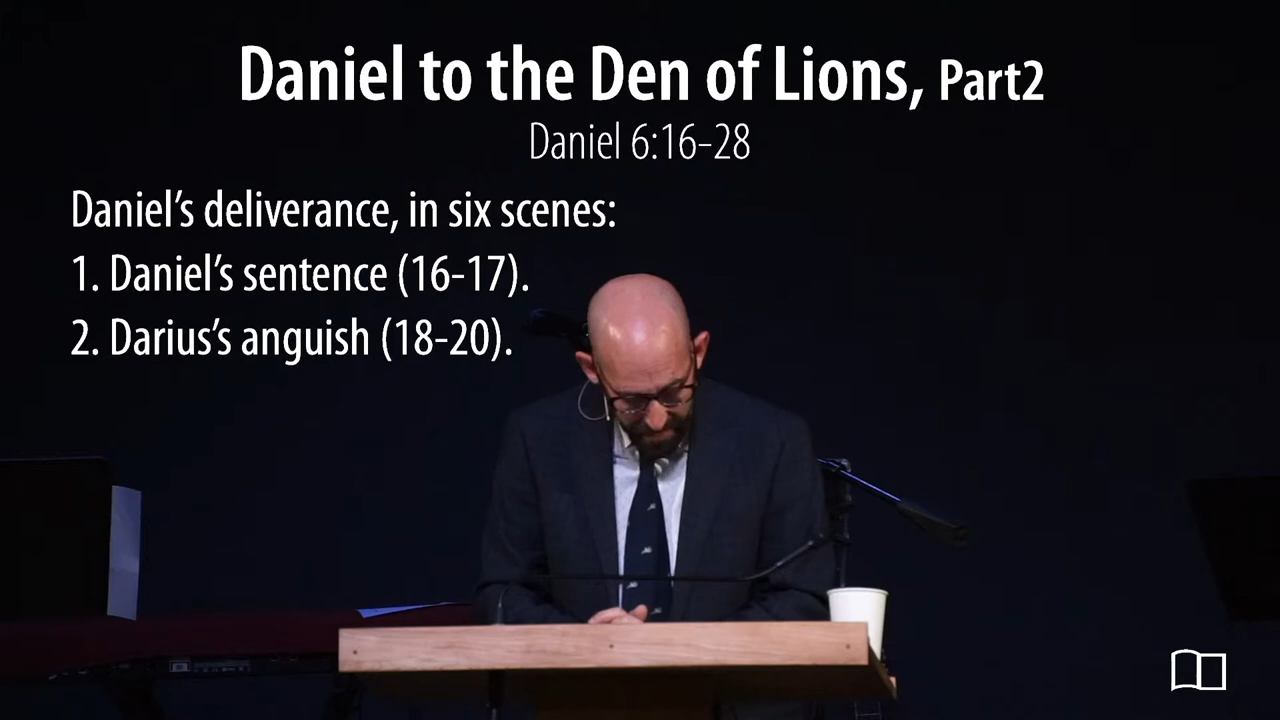 Daniel to the Den of Lions, Part2
Daniel 6:16-28
Daniel’s deliverance, in six scenes:
1. Daniel’s sentence (16-17).
2. Darius’s anguish (18-20).